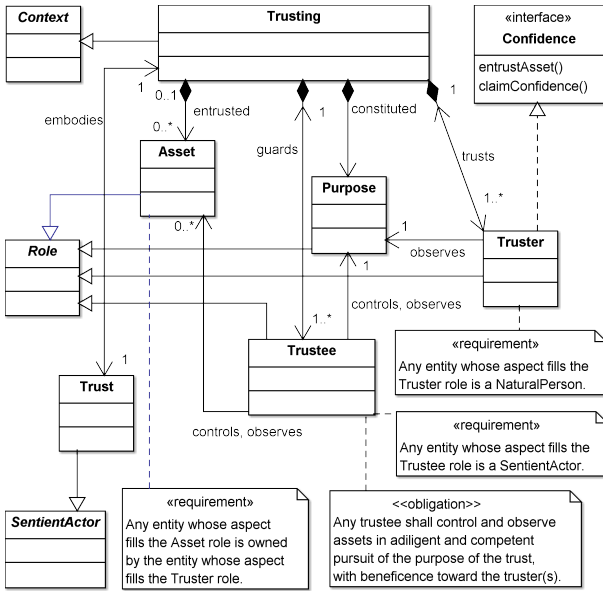 Context
Trusting
«interface»
Confidence
entrustAsset()
claimConfidence()
1
0..1
entrusted
1
constituted
1
embodies
0..*
guards
trusts
Asset
Purpose
0..*
1..*
1
Truster
observes
Role
1
controls, observes
1..*
Trustee
«requirement»
Any entity whose aspect fills the
Truster role is a NaturalPerson.
1
Trust
controls, observes
«requirement»
Any entity whose aspect fills the
Trustee role is a SentientActor.
SentientActor
«requirement»
Any entity whose aspect
fills the Asset role is owned
by the entity whose aspect
fills the Truster role.
<<obligation>>
Any trustee shall control and observe
assets in adiligent and competent
pursuit of the purpose of the trust,
with beneficence toward the truster(s).